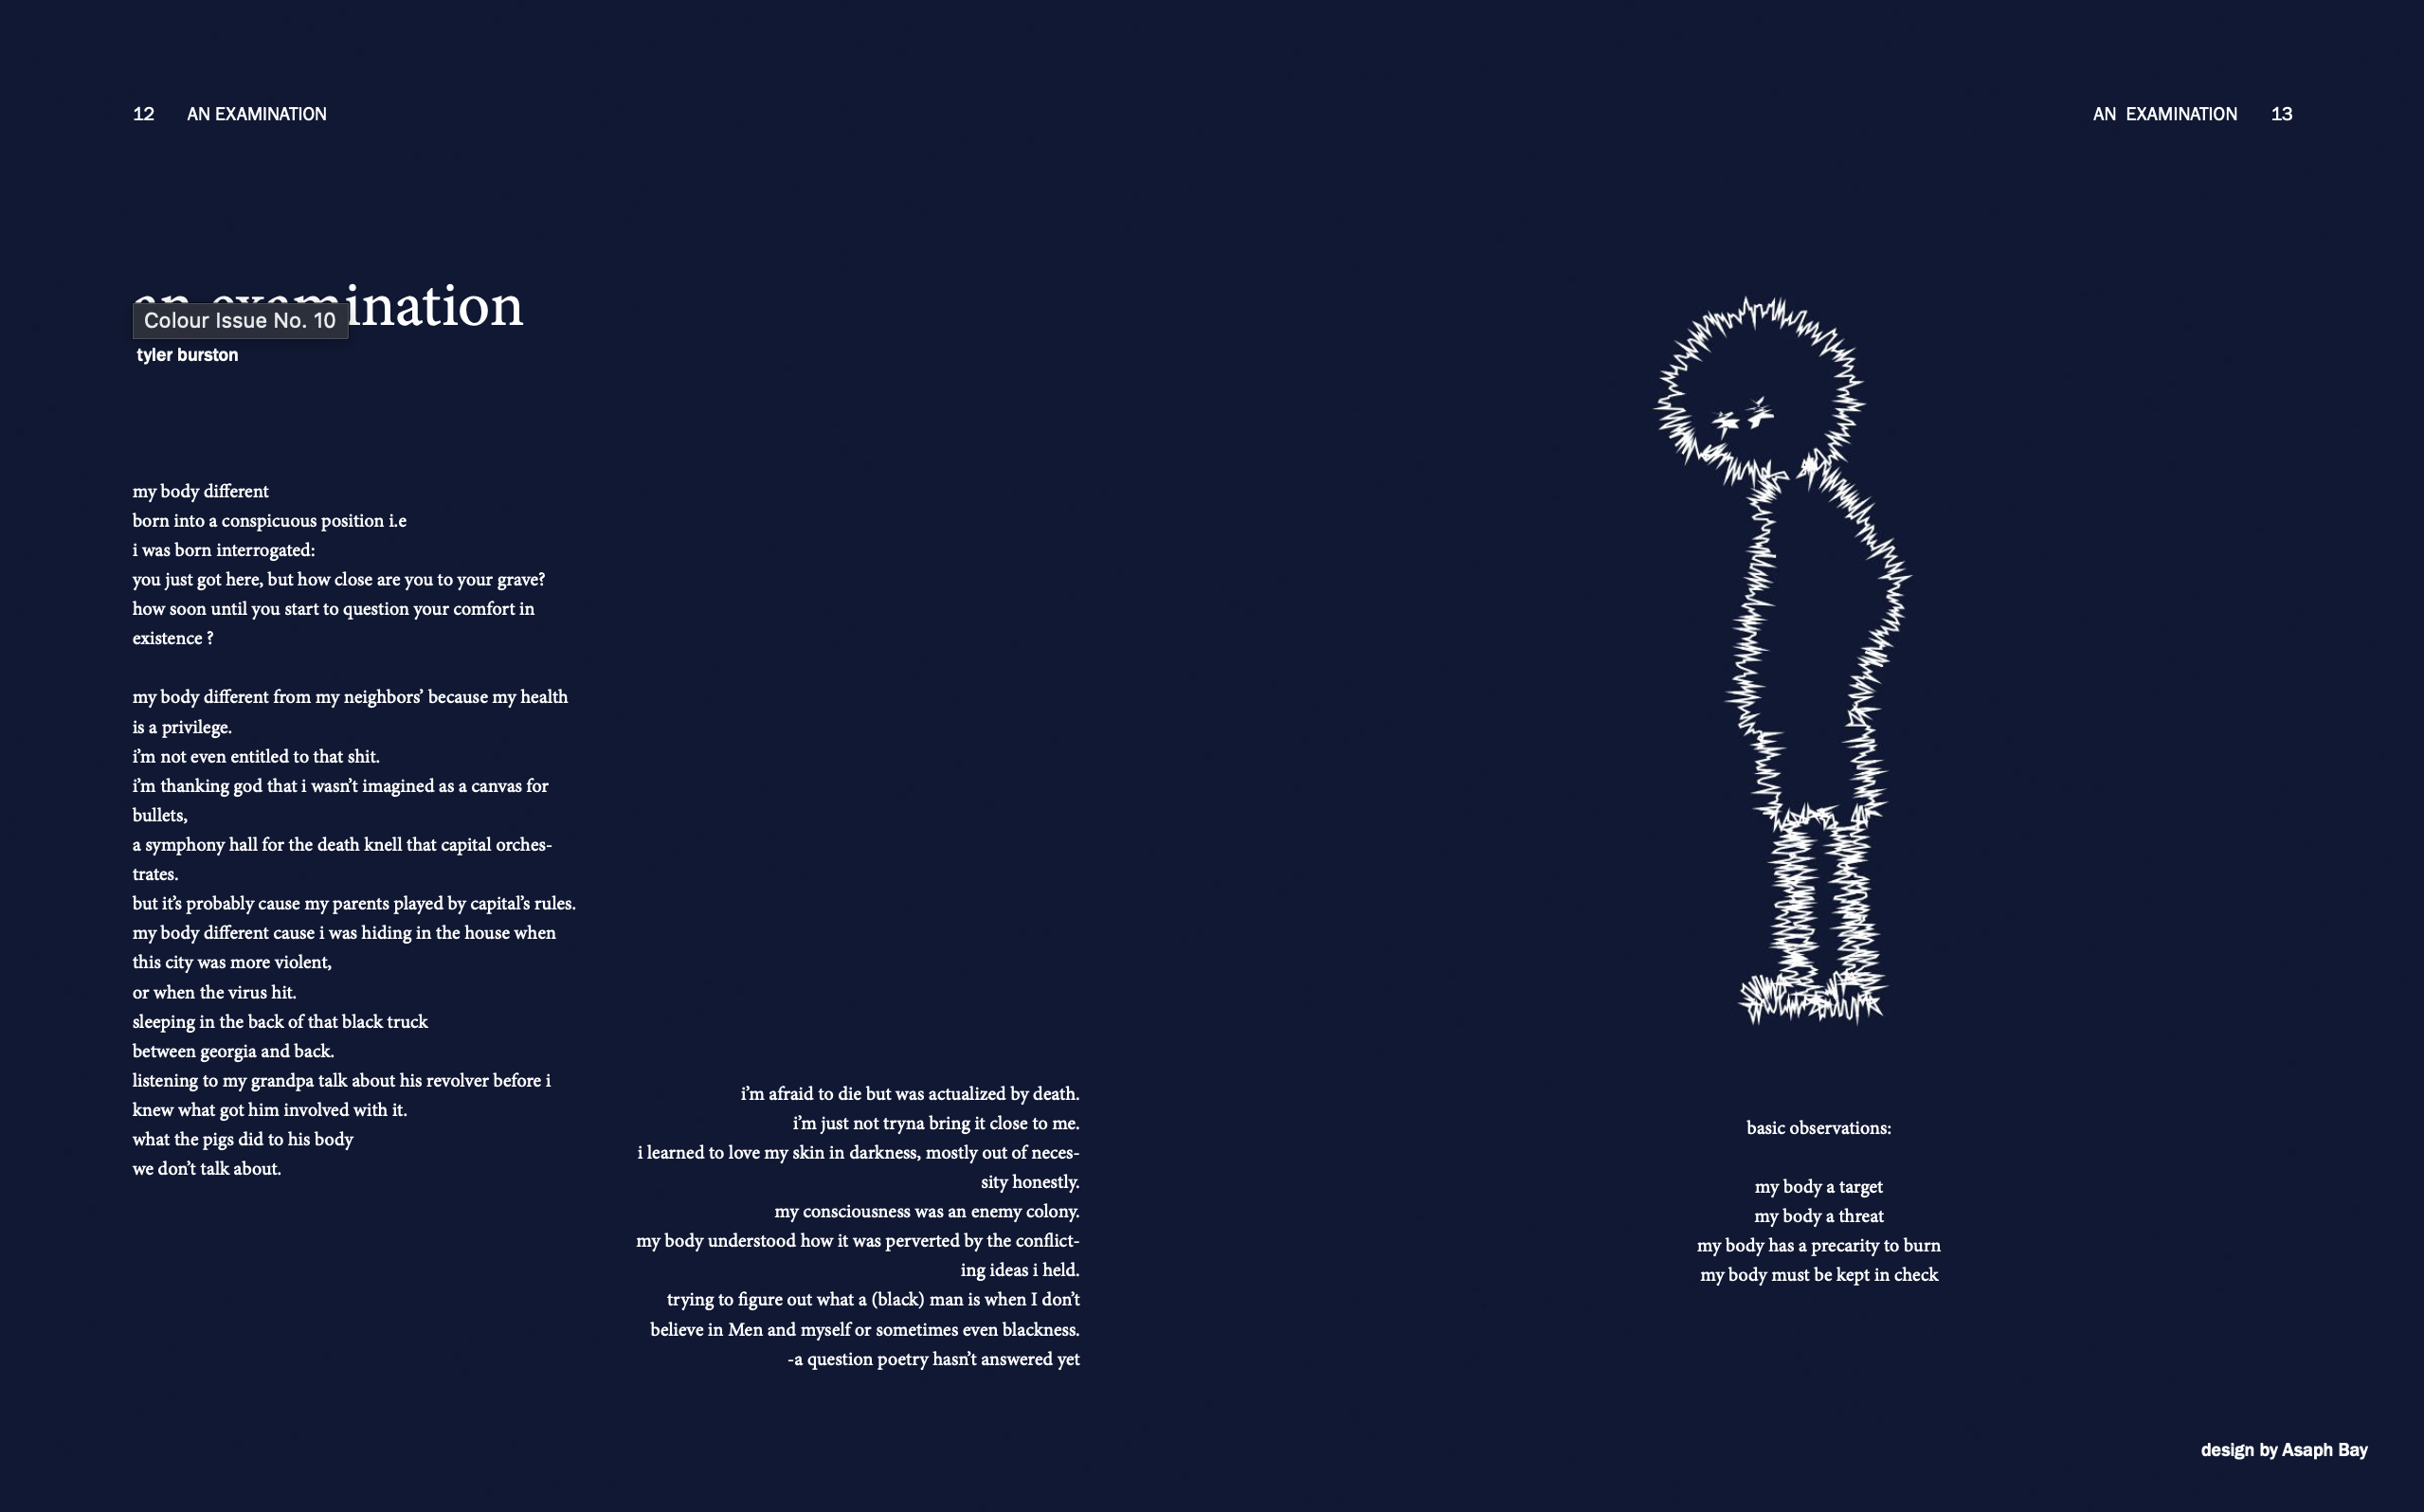 12 AN EXAMINATION
AN EXAMINATION 13
an examination
Colour Issue No. 10
tyler burston
my body different
born into a conspicuous position i.e
i was born interrogated:
you just got here, but how close are you to your grave?
how soon until you start to question your comfort in
existence ?
my body different from my neighbors’ because my health
is a privilege.
i’m not even entitled to that shit.
i’m thanking god that i wasn’t imagined as a canvas for
bullets,
a symphony hall for the death knell that capital orches-
trates.
but it’s probably cause my parents played by capital’s rules.
my body different cause i was hiding in the house when
this city was more violent,
or when the virus hit.
sleeping in the back of that black truck
between georgia and back.
listening to my grandpa talk about his revolver before i
knew what got him involved with it.
what the pigs did to his body
we don’t talk about.
i’m afraid to die but was actualized by death.
i’m just not tryna bring it close to me.
i learned to love my skin in darkness, mostly out of neces-
sity honestly.
my consciousness was an enemy colony.
my body understood how it was perverted by the conflict-
ing ideas i held.
trying to figure out what a (black) man is when I don’t
believe in Men and myself or sometimes even blackness.
-a question poetry hasn’t answered yet
basic observations:
my body a target
my body a threat
my body has a precarity to burn
my body must be kept in check
design by Asaph Bay